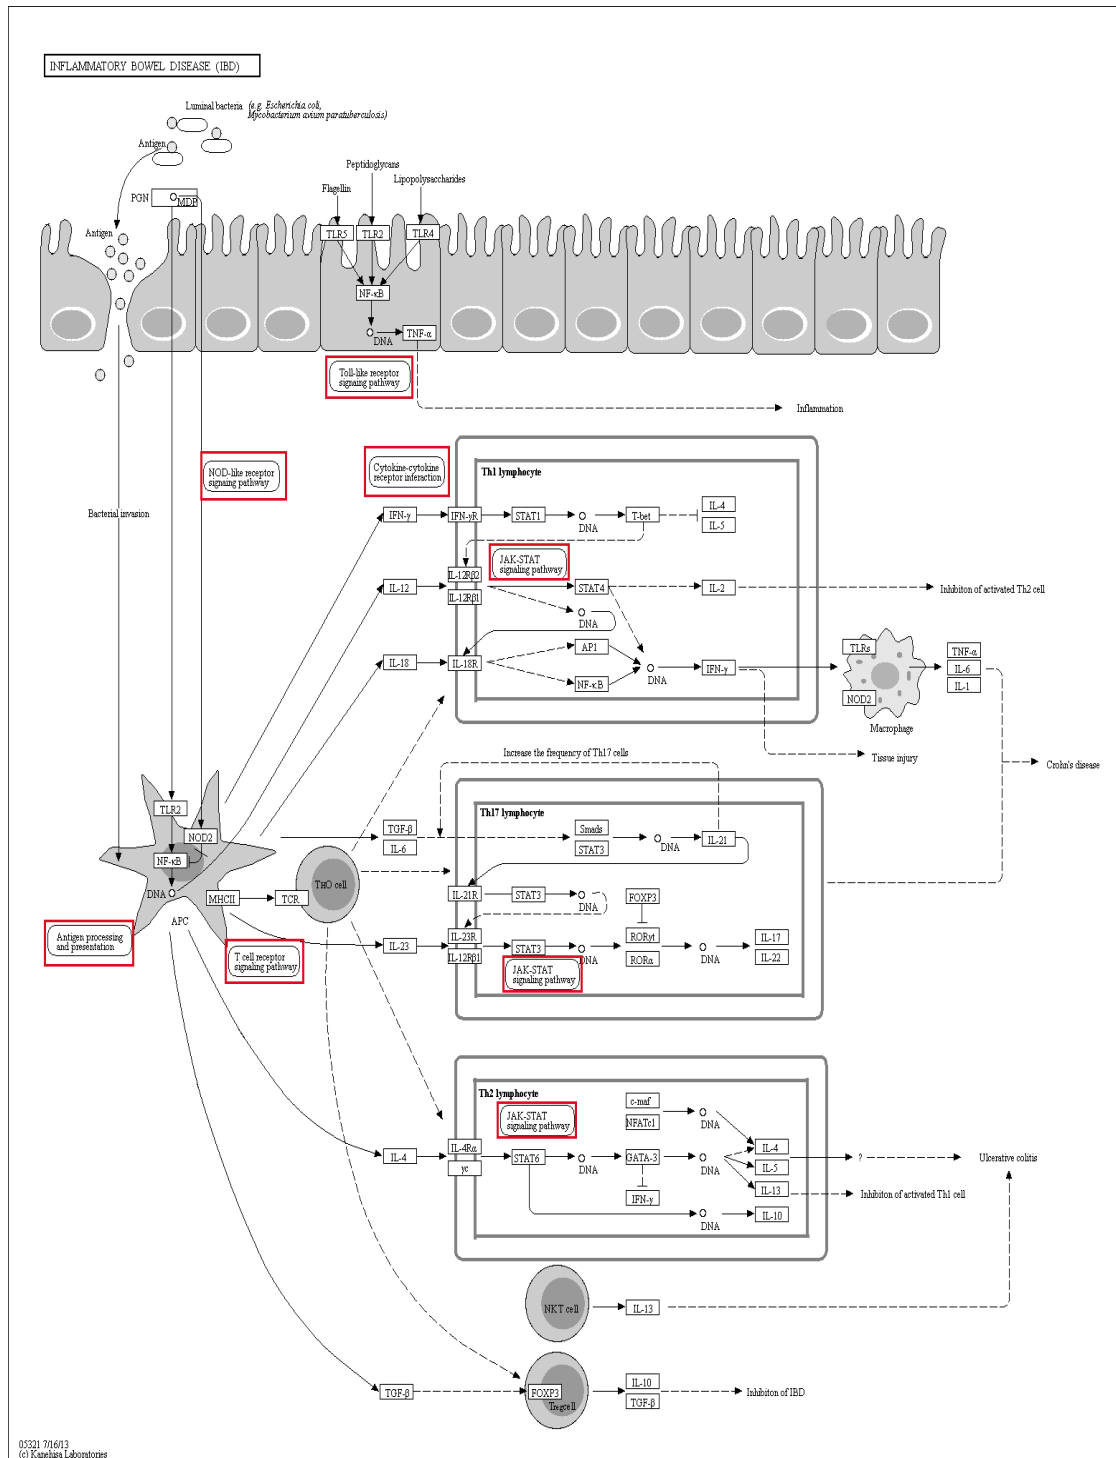 INFLAMMATORY BOWEL DISEASE (IBD)
Luminal bacteria (e.g. Escherichia coli,
Mycobacterium avium paratuberculosis)
Antigen
PGN
MDP
Antigen
Peptidoglycans
Flagellin
Lipopolysaccharides
TLR5
TLR2
TLR4
NF-κB
DNA
TNF-α
Toll-like receptor
signaing pathway
Inflammation
NOD-like receptor
signaing pathway
Cytokine-cytokine
receptor interaction
Bacterial invasion
Th1 lymphocyte
IFN-γ
IFN-γR
STAT1
DNA
T-bet
IL-4
IL-5
JAK-STAT
signaling pathway
IL-12
IL-12Rβ2
IL-12Rβ1
STAT4
DNA
IL-2
Inhibiton of activated Th2 cell
IL-18
IL-18R
AP1
NF-κB
DNA
IFN-γ
TLRs
NOD2
Macrophage
TNF-α
IL-6
IL-1
Tissue injury
Crohn's disease
Increase the frequency of Th17 cells
Th17 lymphocyte
TLR2
NOD2
NF-κB
DNA
MHCII
TCR
TH0 cell
APC
TGF-β
IL-6
Smads
STAT3
DNA
IL-21
IL-21R
STAT3
DNA
FOXP3
IL-23
IL-23R
IL-12Rβ1
STAT3
DNA
RORγt
RORα
DNA
IL-17
IL-22
JAK-STAT
signaling pathway
Antigen processing
and presentation
T cell receptor
signaling pathway
Th2 lymphocyte
JAK-STAT
signaling pathway
c-maf
NFATc1
DNA
IL-4
IL-4Rα
γc
STAT6
DNA
GATA-3
IFN-γ
DNA
IL-4
IL-5
IL-13
?
Ulcerative colitis
Inhibiton of activated Th1 cell
DNA
IL-10
NKT cell
IL-13
TGF-β
FOXP3
Treg cell
IL-10
TGF-β
Inhibiton of IBD
05321 7/16/13
(c) Kanehisa Laboratories